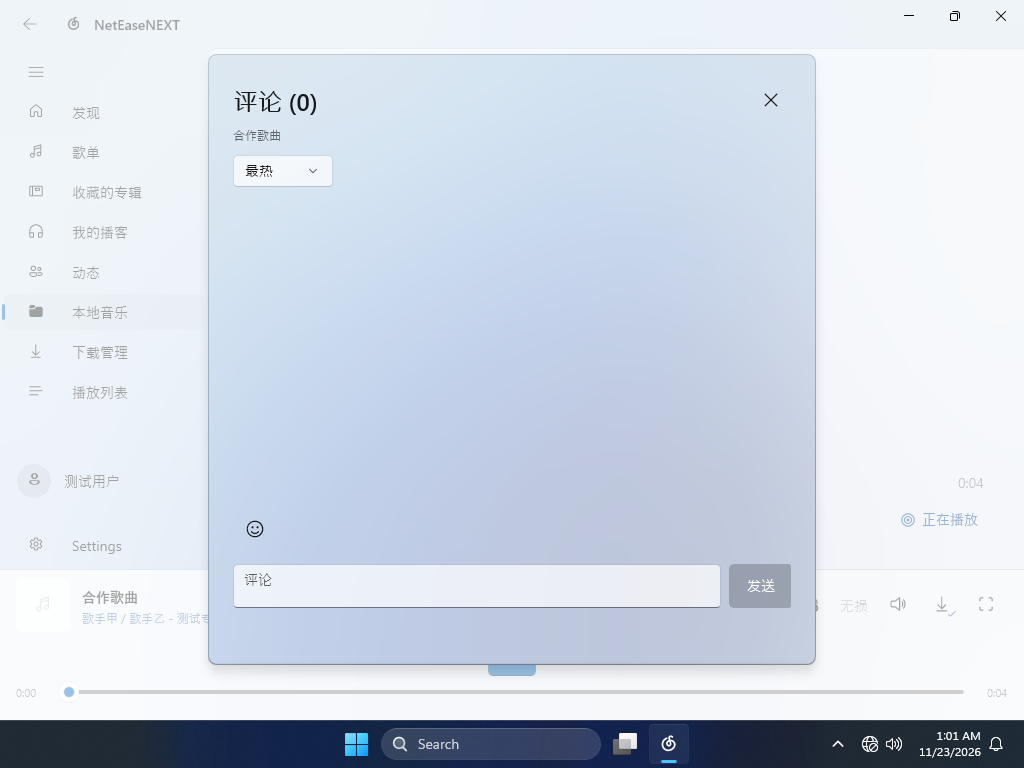 NetEaseNEXT
发现
歌单
收藏的专辑
我的播客
动态
本地音乐
下载管理
播放列表
测试用户
Settings
评论 (0)
合作歌曲
最热
评论
发送
0:04
正在播放
合作歌曲
歌手甲 / 歌手乙 - 测试专
无损
0:00
0:04
Search
1:01 AM
11/23/2026